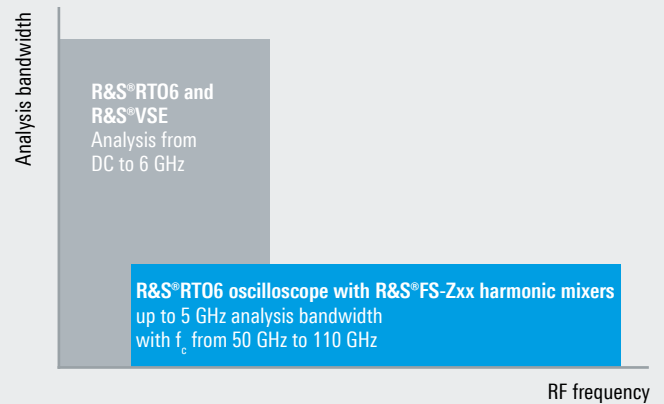 Analysis bandwidth
R&S®RTO6 and
R&S®VSE
Analysis from
DC to 6 GHz
R&S®RTO6 oscilloscope with R&S®FS-Zxx harmonic mixers
up to 5 GHz analysis bandwidth
with fc from 50 GHz to 110 GHz
RF frequency